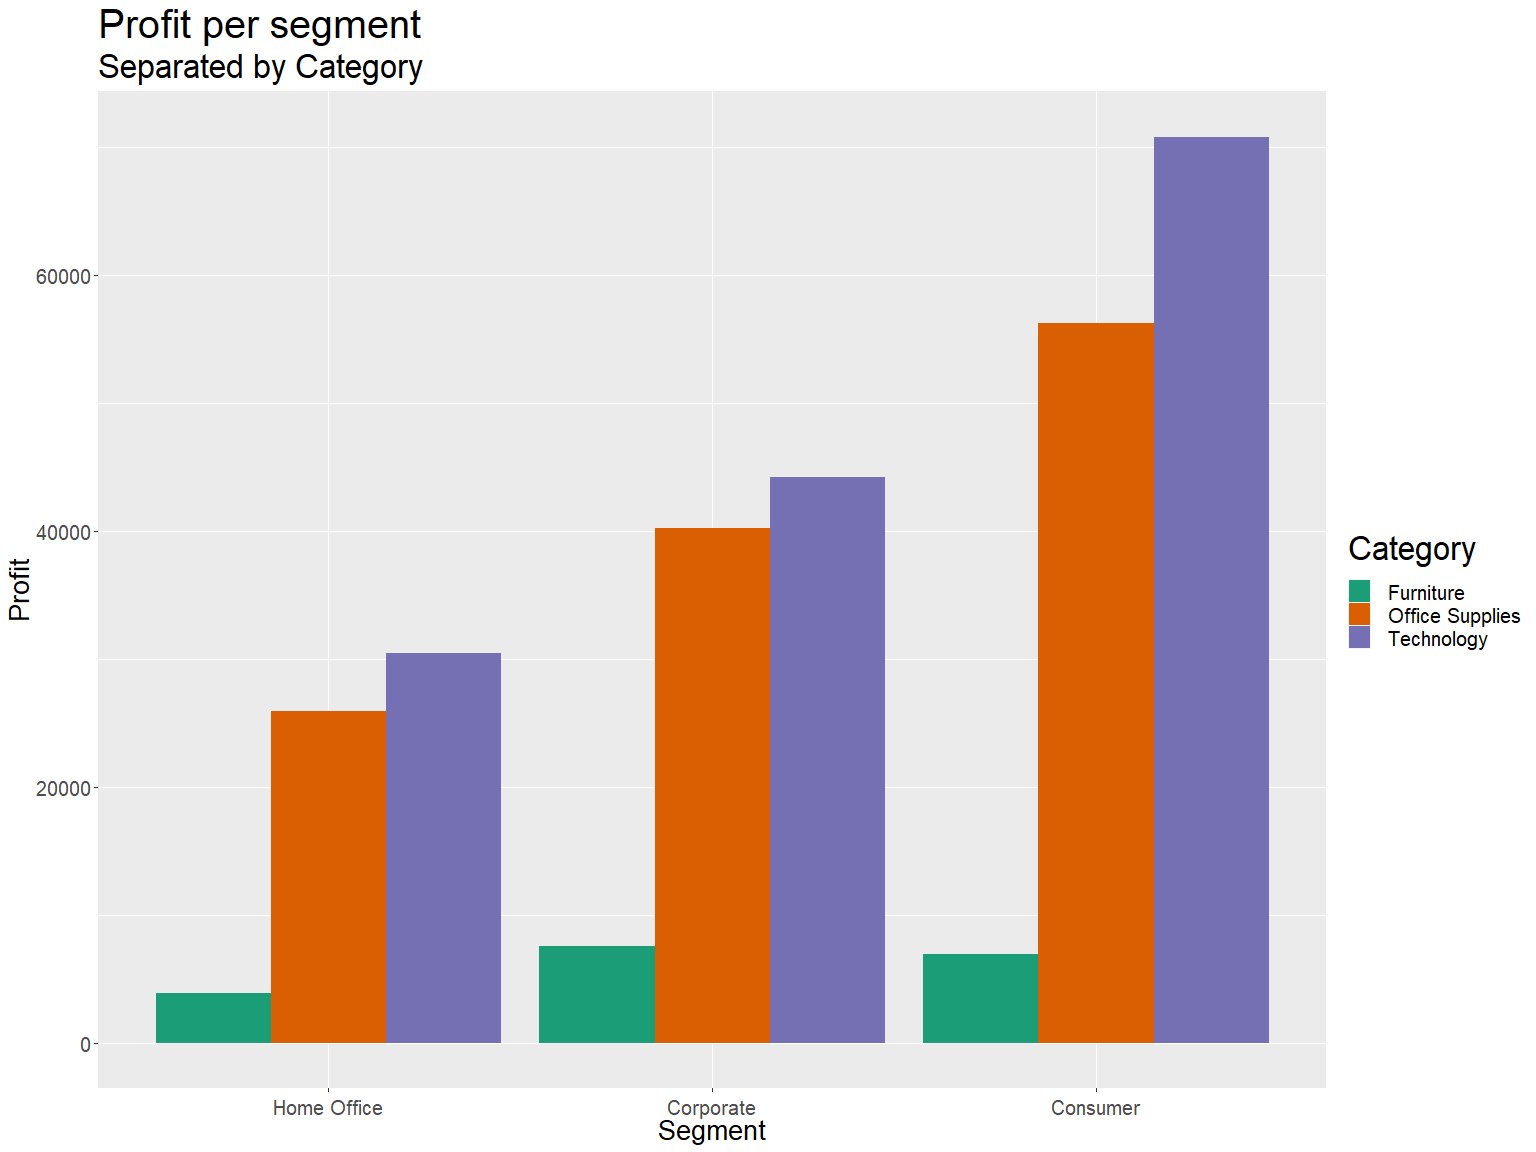 Profit per segment
Separated by Category
60000
40000
20000
0
Profit
Home Office
Corporate
Consumer
Segment
Category
Furniture
Office Supplies
Technology